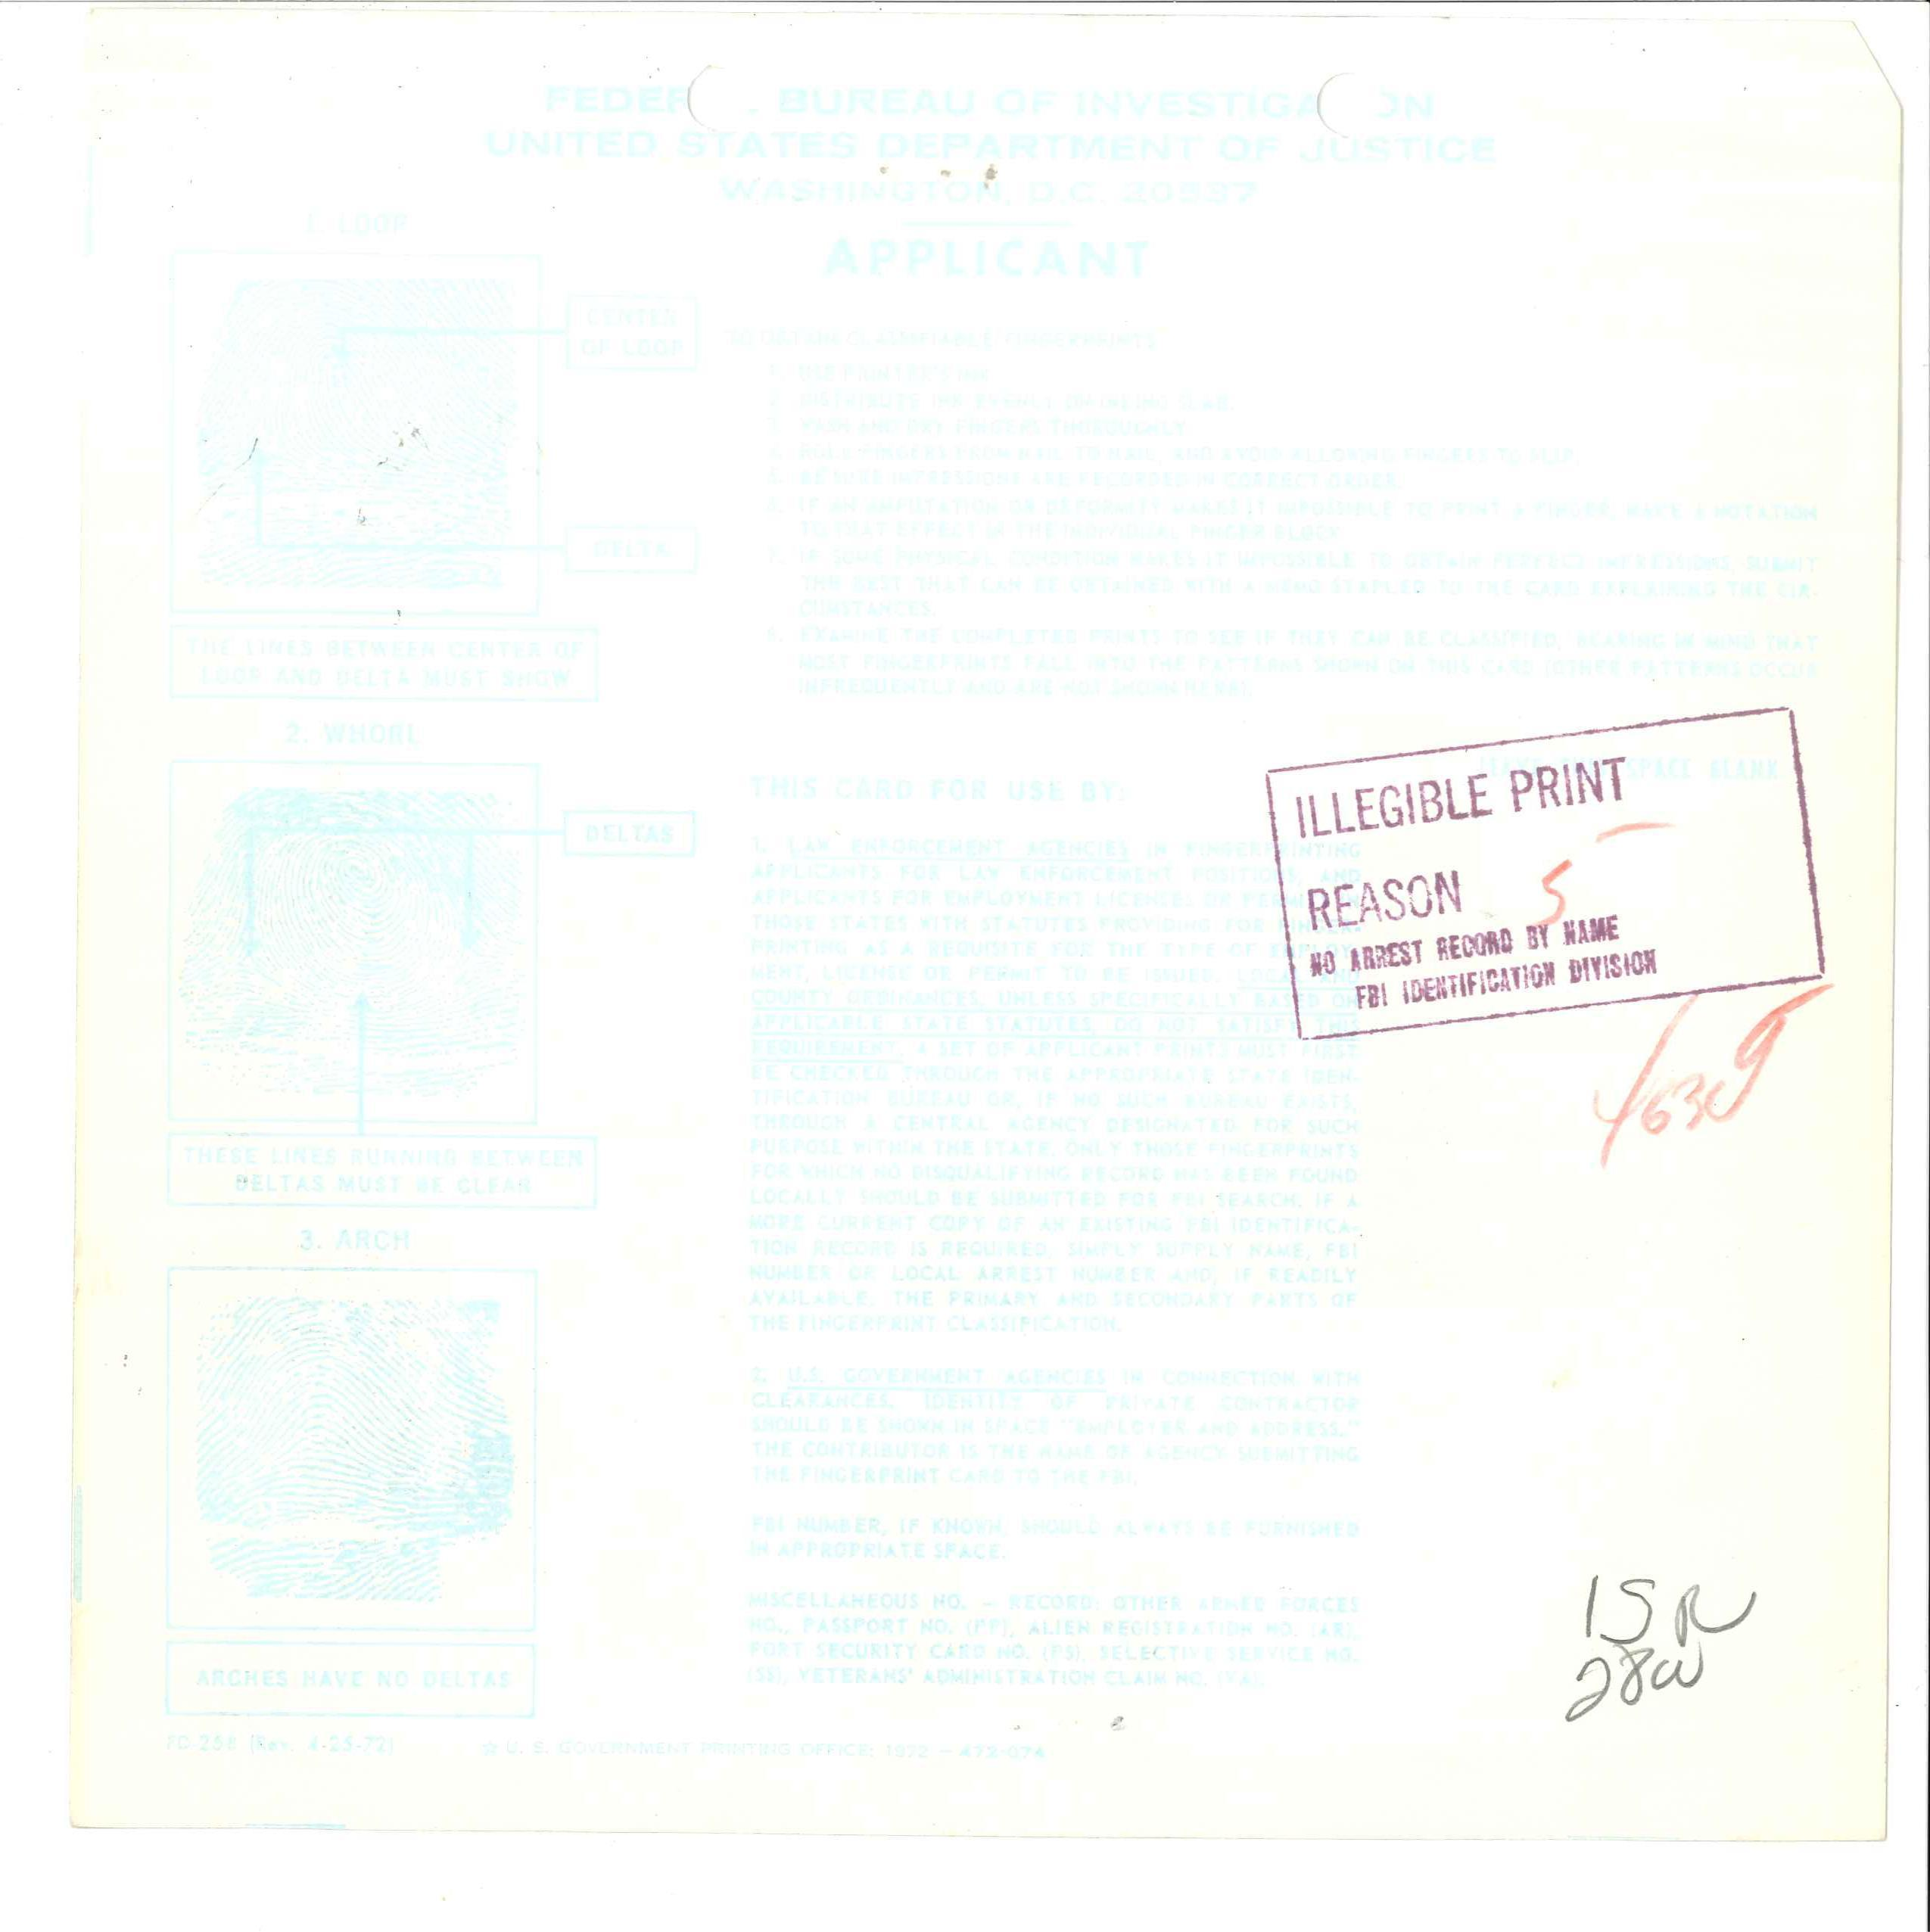 FEDER L BUREAU OF INVESTIGA ON
UNITED STATES DEPARTMENT OF JUSTICE
WASHINGTON, D.C. 20537
APPLICANT
1. LOOP
CENTER
OF LOOP
DELTA
THE LINES BETWEEN CENTER OF
LOOP AND DELTA MUST SHOW
2. WHORL
DELTAS
THESE LINES RUNNING BETWEEN
DELTAS MUST BE CLEAR
3. ARCH
ARCHES HAVE NO DELTAS
FD-258 (Rev. 4-25-72)
☆ U. S. GOVERNMENT PRINTING OFFICE: 1972 - 472-074
TO OBTAIN CLASSIFIABLE FINGERPRINTS
1. USE PRINTER'S INK
2. DISTRIBUTE INK EVENLY ON INKING SLAB.
3. WASH AND DRY FINGERS THOROUGHLY
4. ROLL FINGERS FROM NAIL TO NAIL, AND AVOID ALLOWING FINGERS TO SLIP.
5. BE SURE IMPRESSIONS ARE RECORDED IN CORRECT ORDER.
6. IF AN AMPUTATION OR DEFORMITY MAKES IT IMPOSSIBLE TO PRINT A FINGER, MAKE A NOTATION
TO THAT EFFECT IN THE INDIVIDUAL FINGER BLOCK
7. IF SOME PHYSICAL CONDITION MAKES IT IMPOSSIBLE TO OBTAIN PERFECT IMPRESSIONS, SUBMIT
THE BEST THAT CAN BE OBTAINED WITH A MEMO STAPLED TO THE CARD EXPLAINING THE CIR-
CUMSTANCES.
8. EXAMINE THE COMPLETED PRINTS TO SEE IF THEY CAN BE CLASSIFIED, BEARING IN MIND THAT
MOST FINGERPRINTS FALL INTO THE PATTERNS SHOWN ON THIS CARD (OTHER PATTERNS OCCUR
INFREQUENTLY AND ARE NOT SHOWN HERE).
SPACE BLANK
THIS CARD FOR USE BY:
1. LAW ENFORCEMENT AGENCIES IN FINGERPRINTING
APPLICANTS FOR LAW ENFORCEMENT POSITIONS, AND
APPLICANTS FOR EMPLOYMENT LICENSES OR PERMITS IN
THOSE STATES WITH STATUTES PROVIDING FOR FINGER-
PRINTING AS A REQUISITE FOR THE TYPE OF EMPLOY-
MENT, LICENSE OR PERMIT TO BE ISSUED. LOCAL AND
COUNTY ORDINANCES, UNLESS SPECIFICALLY BASED ON
APPLICABLE STATE STATUTES, DO NOT SATISFY THIS
REQUIREMENT. A SET OF APPLICANT PRINTS MUST FIRST
BE CHECKED THROUGH THE APPROPRIATE STATE IDEN-
TIFICATION BUREAU OR, IF NO SUCH BUREAU EXISTS,
THROUGH A CENTRAL AGENCY DESIGNATED FOR SUCH
PURPOSE WITHIN THE STATE. ONLY THOSE FINGERPRINTS
FOR WHICH NO DISQUALIFYING RECORD HAS BEEN FOUND
LOCALLY SHOULD BE SUBMITTED FOR FBI SEARCH. IF A
MORE CURRENT COPY OF AN EXISTING FBI IDENTIFICA-
TION RECORD IS REQUIRED, SIMPLY SUPPLY NAME, FBI
NUMBER OR LOCAL ARREST NUMBER AND, IF READILY
AVAILABLE, THE PRIMARY AND SECONDARY PARTS OF
THE FINGERPRINT CLASSIFICATION.
2. U.S. GOVERNMENT AGENCIES IN CONNECTION WITH
CLEARANCES. IDENTITY OF PRIVATE CONTRACTOR
SHOULD BE SHOWN IN SPACE "EMPLOYER AND ADDRESS."
THE CONTRIBUTOR IS THE NAME OF AGENCY SUBMITTING
THE FINGERPRINT CARD TO THE FBI.
FBI NUMBER, IF KNOWN, SHOULD ALWAYS BE FURNISHED
IN APPROPRIATE SPACE.
MISCELLANEOUS NO. - RECORD: OTHER ARMED FORCES
NO., PASSPORT NO. (PP), ALIEN REGISTRATION NO. (AR),
PORT SECURITY CARD NO. (PS), SELECTIVE SERVICE NO.
(SS), VETERANS' ADMINISTRATION CLAIM NO. (VA).
ILLEGIBLE PRINT
REASON 5
NO ARREST RECORD BY NAME
FBI IDENTIFICATION DIVISION
15 R
28W